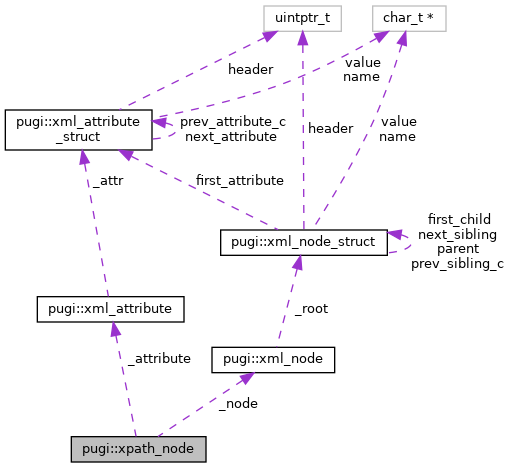 uintptr_t
char_t *
header
value
name
pugi::xml_attribute
_struct
prev_attribute_c
next_attribute
header
value
name
_attr
first_attribute
first_child
next_sibling
parent
prev_sibling_c
pugi::xml_node_struct
pugi::xml_attribute
_root
_attribute
pugi::xml_node
_node
pugi::xpath_node